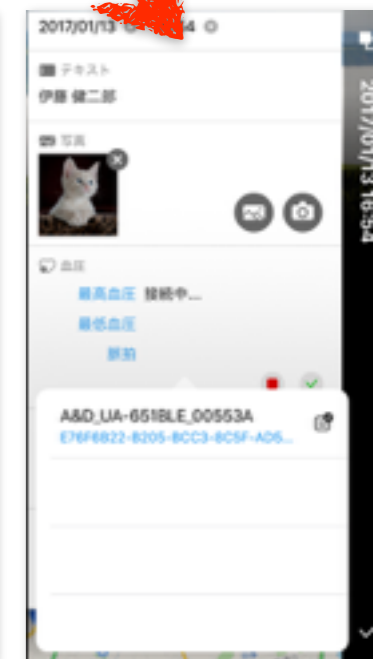 2017/01/13
テキスト
伊藤 健二郎
写真
血圧
最高血圧 接続中...
最低血圧
脈拍
A&D_UA-651BLE_00553A
E76F6B22-B205-BCC3-8C5F-AD5...
2017/01/13 16:54